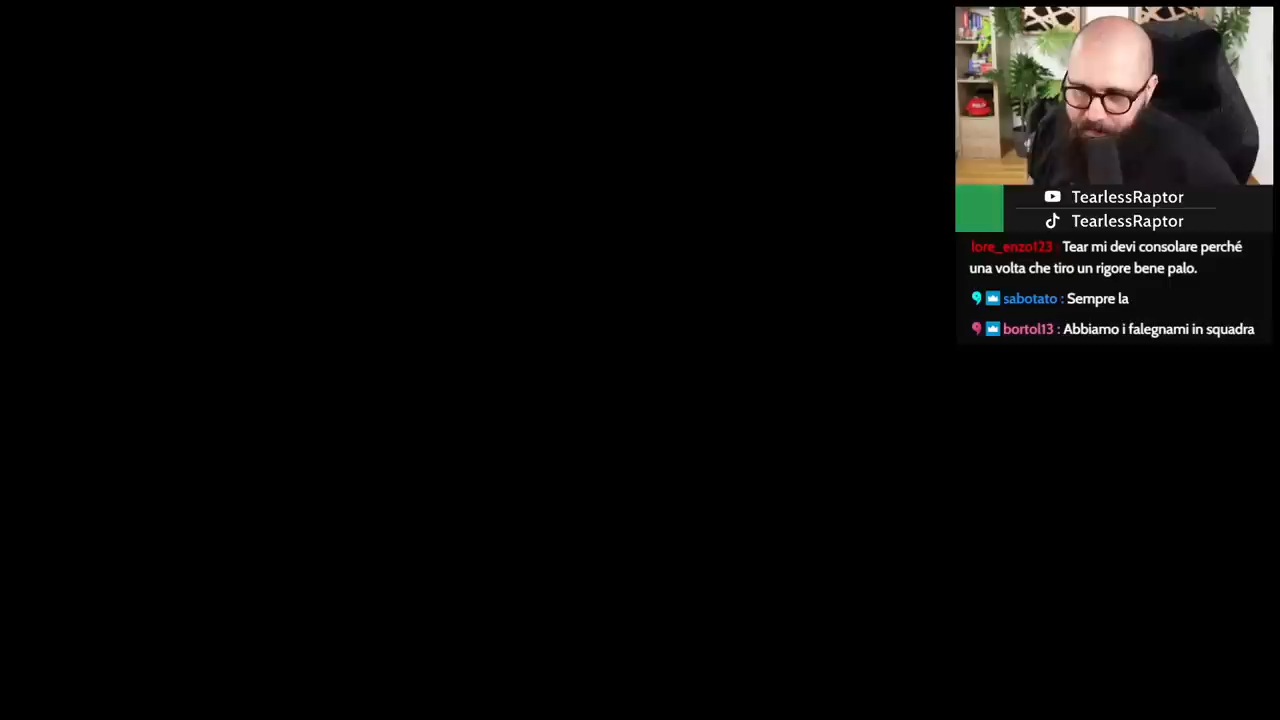 TearlessRaptor
TearlessRaptor
lore_enzo123 : Tear mi devi consolare perché
una volta che tiro un rigore bene palo.
sabotato : Sempre la
bortol13 : Abbiamo i falegnami in squadra